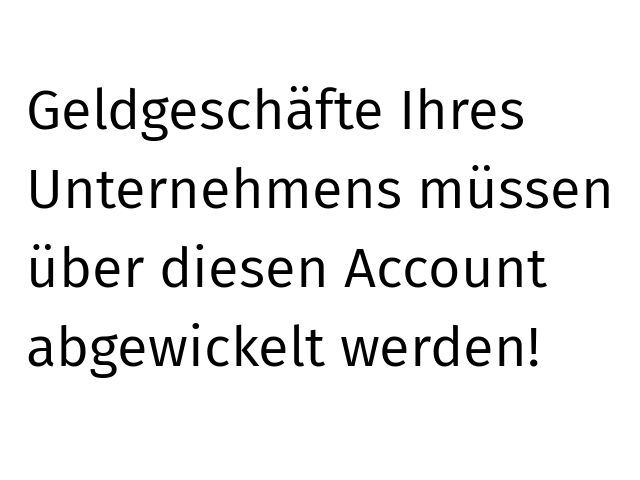 Geldgeschäfte Ihres
Unternehmens müssen
über diesen Account
abgewickelt werden!